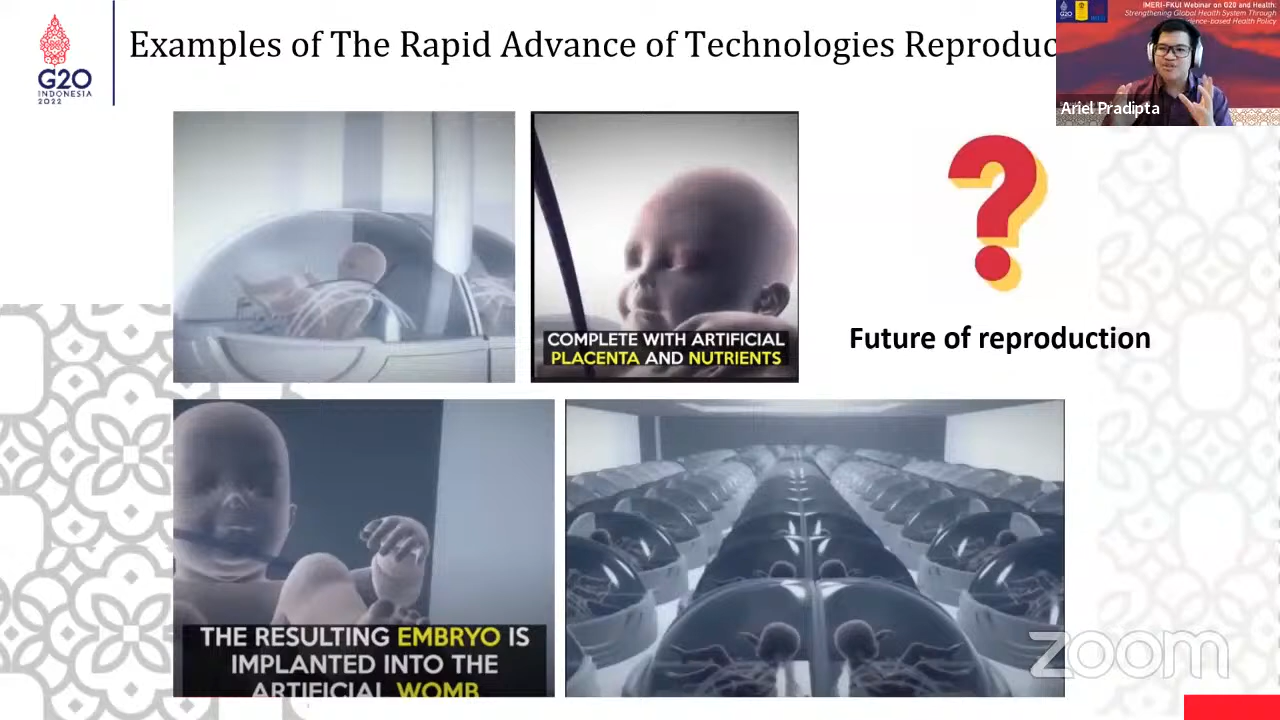 G20
INDONESIA
2022
Examples of The Rapid Advance of Technologies Reproduc
IMERI-FKUI Webinar on G20 and Health:
Strengthening Global Health System Through
-based Health Policy
Ariel Pradipta
COMPLETE WITH ARTIFICIAL
PLACENTA AND NUTRIENTS
Future of reproduction
THE RESULTING EMBRYO IS
IMPLANTED INTO THE
ARTIFICIAL WOMB
zoom